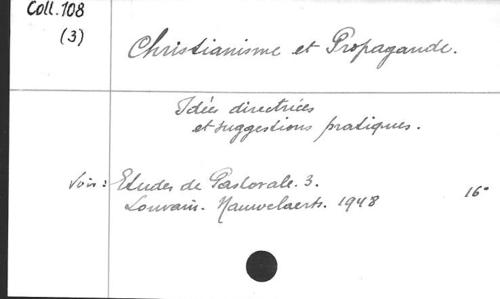 Coll. 108
(3)
Christianisme et Propagande.
Idées directrices
et suggestions pratiques.
Voir: Etudes de Pastorale. 3.
Louvain. Nauwelaerts. 1948 16°